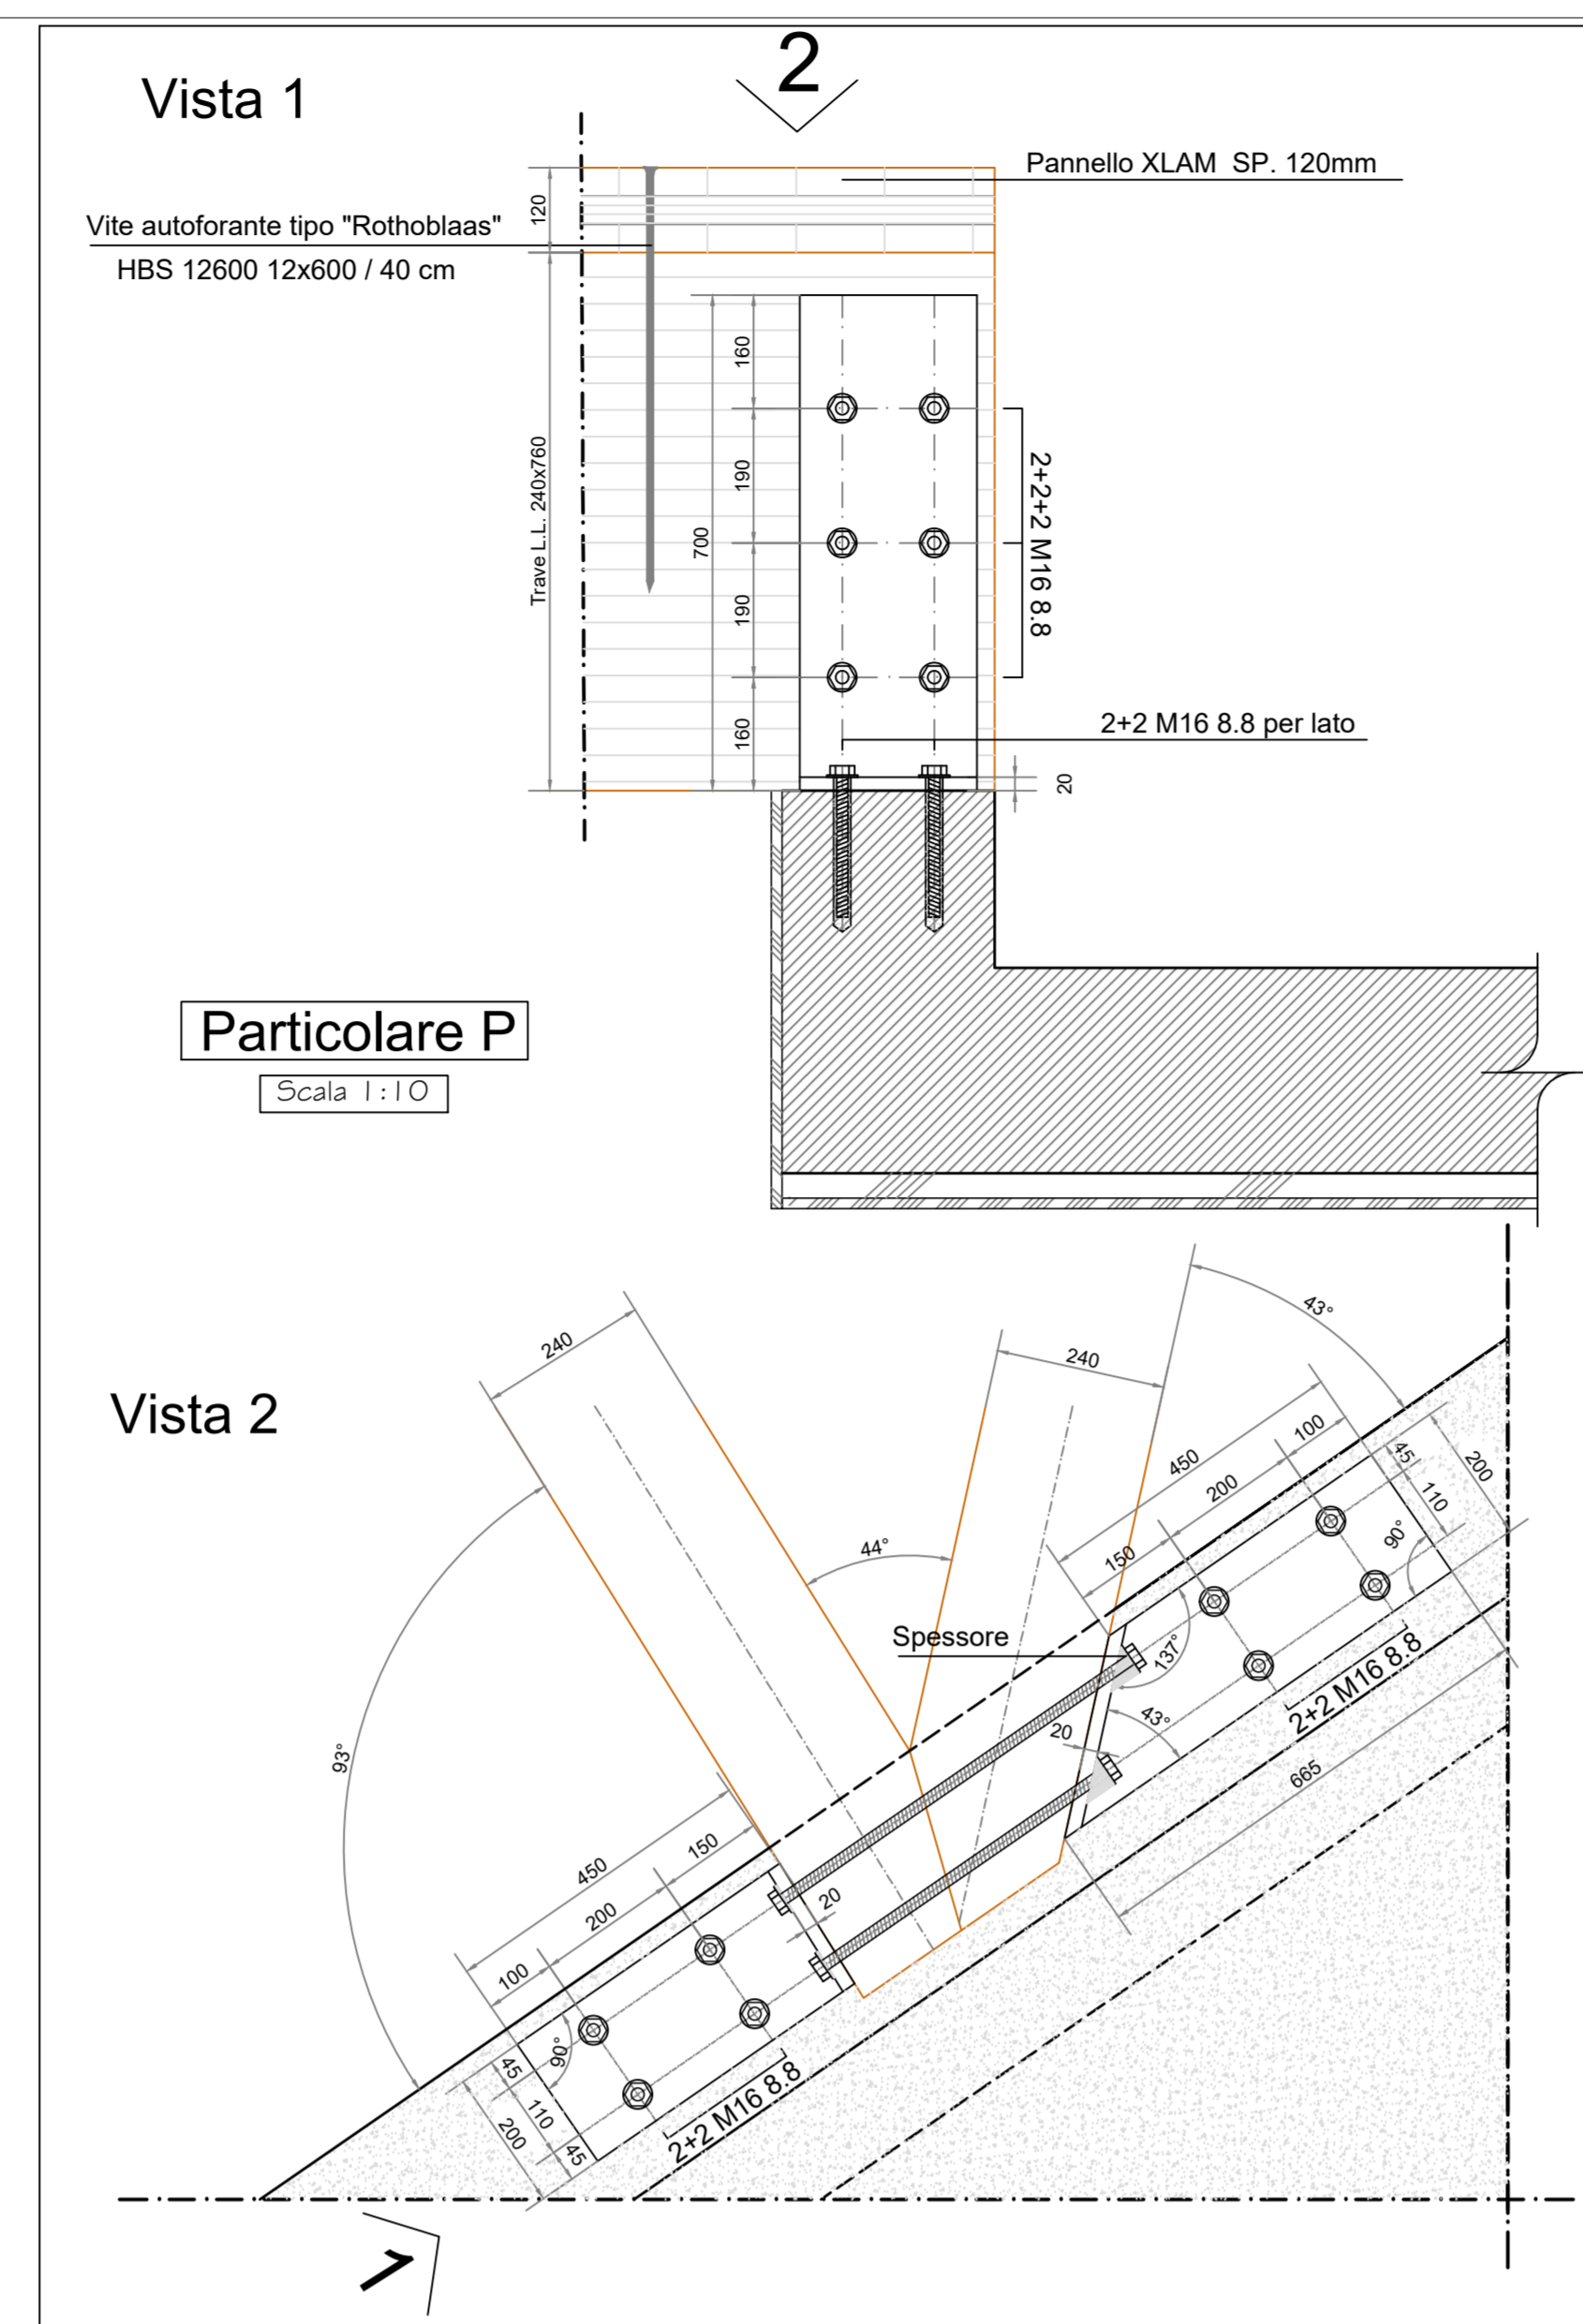 2
Vista 1
Pannello XLAM SP. 120mm
120
Vite autoforante tipo "Rothoblaas"
HBS 12600 12x600 / 40 cm
160
190
Trave L.L. 240x760
700
2+2+2 M16 8.8
190
160
2+2 M16 8.8 per lato
20
Particolare P
Scala 1:10
43°
240
240
Vista 2
100
45
200
450
200
110
90°
44°
150
Spessore
137°
2+2 M16 8.8
43°
20
665
93°
150
450
20
200
100
90°
45
110
200
45
2+2 M16 8.8
1